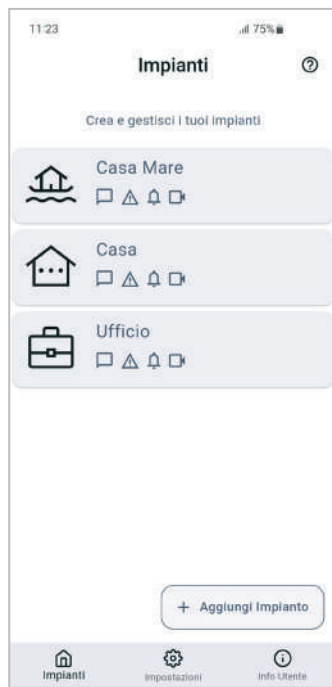 11:23 75%
Impianti
Crea e gestisci i tuoi impianti
Casa Mare
Casa
Ufficio
+ Aggiungi Impianto
Impianti Impostazioni Info Utente